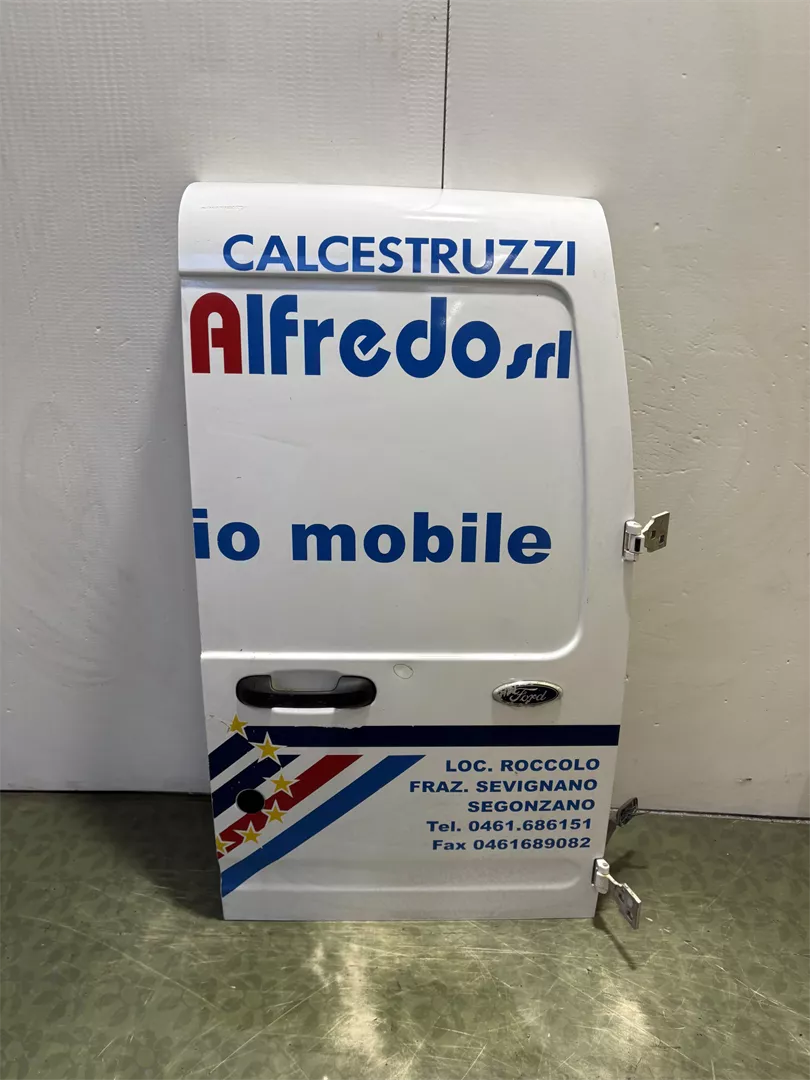 CALCESTRUZZI
Alfredo srl
io mobile
Ford
LOC. ROCCOLO
FRAZ. SEVIGNANO
SEGONZANO
Tel. 0461.686151
Fax 0461689082